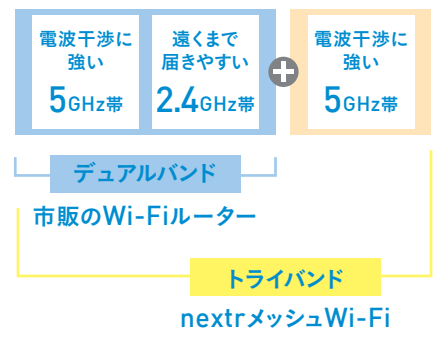 電波干渉に
強い
5GHz帯
遠くまで
届きやすい
2.4GHz帯
+
電波干渉に
強い
5GHz帯
デュアルバンド
市販のWi-Fiルーター
トライバンド
nextrメッシュWi-Fi